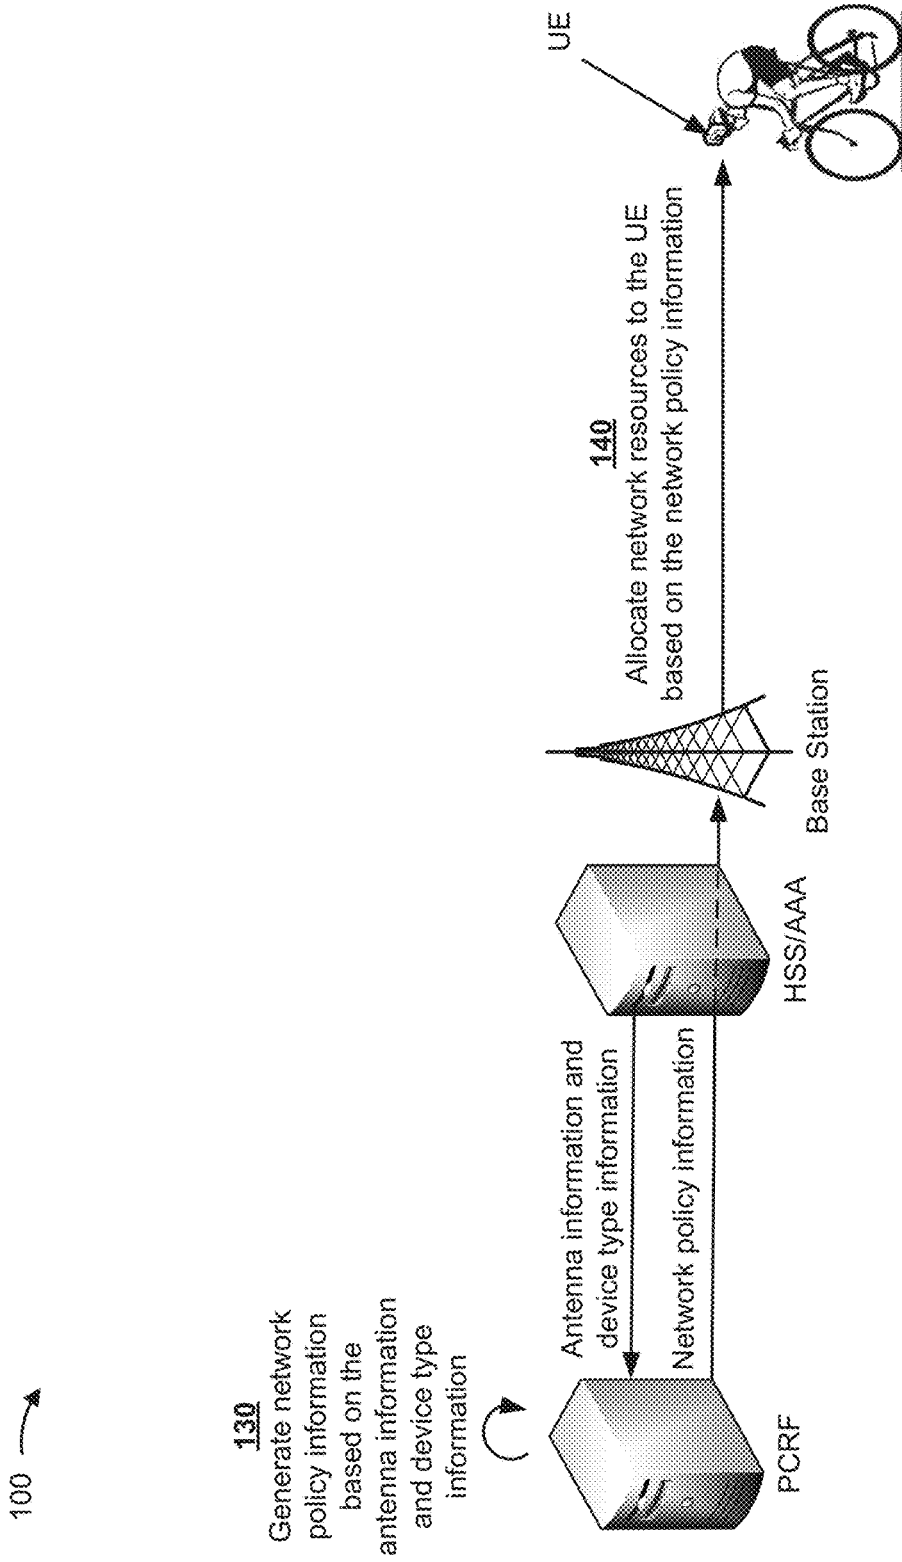 100
130
Generate network
policy information
based on the
antenna information
and device type
information
Antenna information and
device type information
Network policy information
PCRF
HSS/AAA
Base Station
140
Allocate network resources to the UE
based on the network policy information
UE